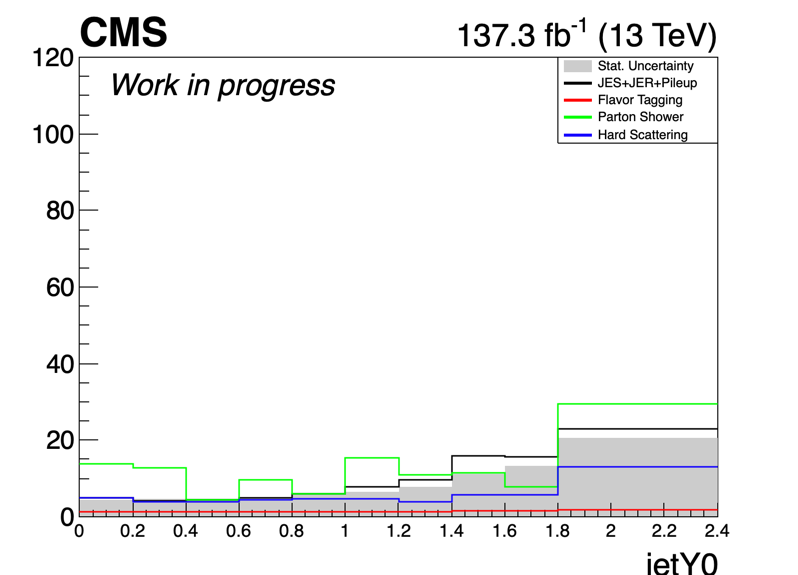 CMS 137.3 fb-1 (13 TeV)
Work in progress
Stat. Uncertainty
JES+JER+Pileup
Flavor Tagging
Parton Shower
Hard Scattering
120
100
80
60
40
20
0
0 0.2 0.4 0.6 0.8 1 1.2 1.4 1.6 1.8 2 2.2 2.4
jetY0